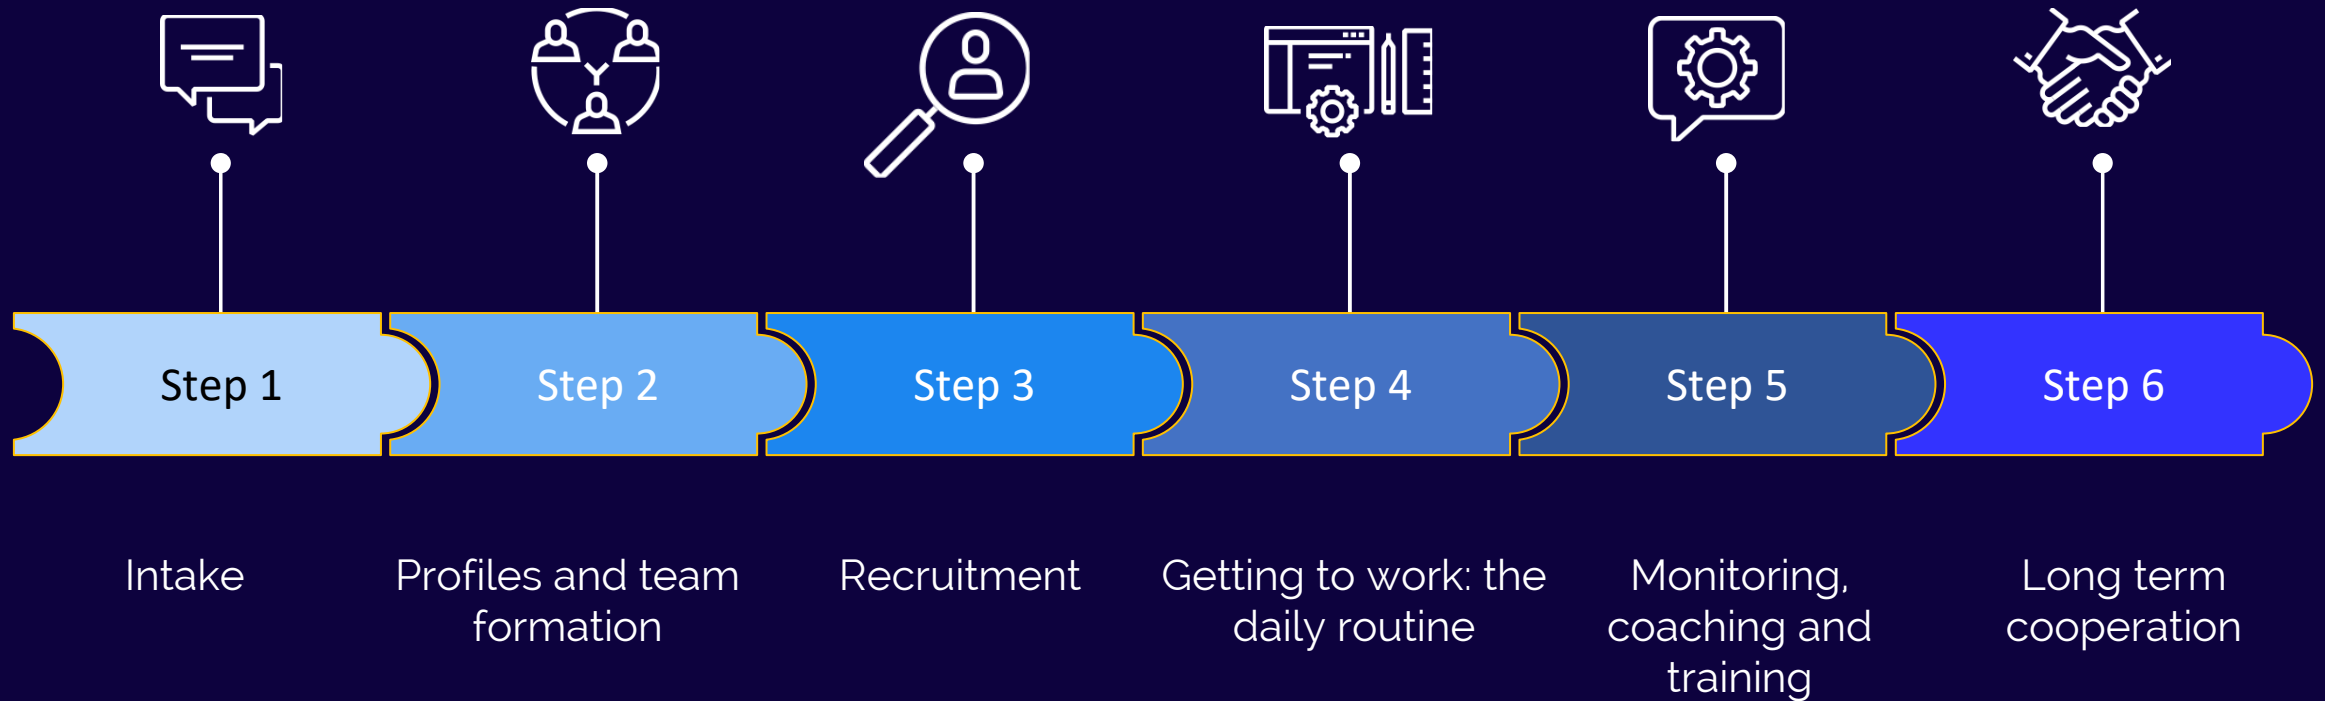 Step 1
Step 2
Step 3
Step 4
Step 5
Step 6
Intake
Profiles and team
formation
Recruitment
Getting to work: the
daily routine
Monitoring,
coaching and
training
Long term
cooperation